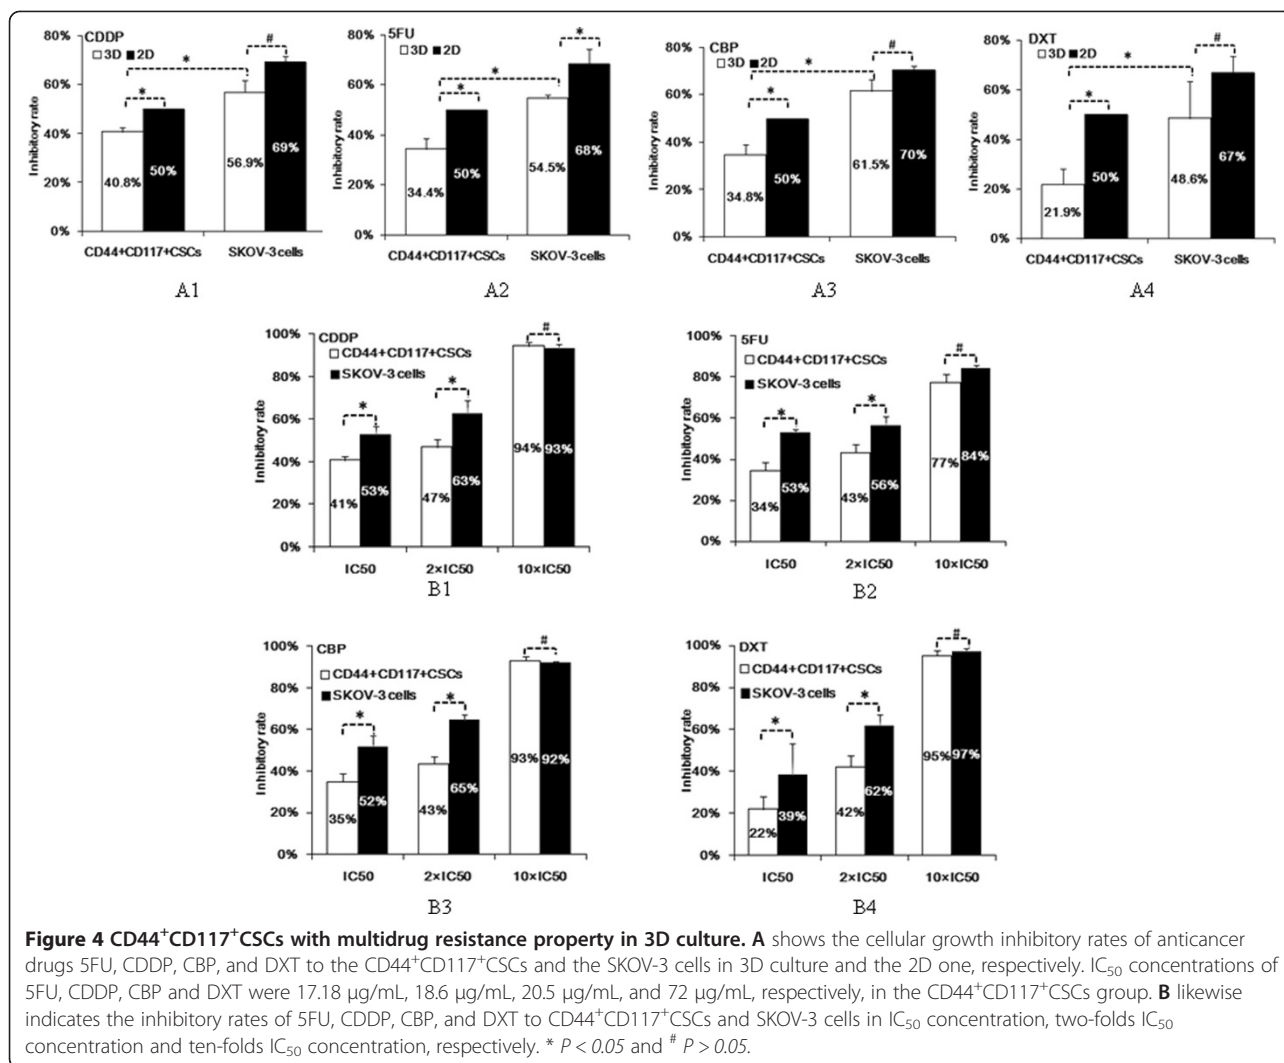 CDDP
□3D ■2D
#
*
*
80%
60%
40%
20%
0%
Inhibitory rate
40.8%
50%
56.9%
69%
CD44+CD117+CSCs
SKOV-3 cells
A1
5FU
□3D ■2D
*
*
*
80%
60%
40%
20%
0%
Inhibitory rate
34.4%
50%
54.5%
68%
CD44+CD117+CSCs
SKOV-3 cells
A2
CBP
□3D ■2D
#
*
*
80%
60%
40%
20%
0%
Inhibitory rate
34.8%
50%
61.5%
70%
CD44+CD117+CSCs
SKOV-3 cells
A3
DXT
□3D ■2D
#
*
*
80%
60%
40%
20%
0%
Inhibitory rate
21.9%
50%
48.6%
67%
CD44+CD117+CSCs
SKOV-3 cells
A4
CDDP
CD44+CD117+CSCs
SKOV-3 cells
*
*
#
100%
80%
60%
40%
20%
0%
Inhibitory rate
41%
53%
47%
63%
94%
93%
IC50
2×IC50
10×IC50
B1
5FU
CD44+CD117+CSCs
SKOV-3 cells
*
*
#
100%
80%
60%
40%
20%
0%
Inhibitory rate
34%
53%
43%
56%
77%
84%
IC50
2×IC50
10×IC50
B2
CBP
CD44+CD117+CSCs
SKOV-3 cells
*
*
#
100%
80%
60%
40%
20%
0%
Inhibitory rate
35%
52%
43%
65%
93%
92%
IC50
2×IC50
10×IC50
B3
DXT
CD44+CD117+CSCs
SKOV-3 cells
*
*
#
100%
80%
60%
40%
20%
0%
Inhibitory rate
22%
39%
42%
62%
95%
97%
IC50
2×IC50
10×IC50
B4
Figure 4 CD44⁺CD117⁺CSCs with multidrug resistance property in 3D culture. A shows the cellular growth inhibitory rates of anticancer
drugs 5FU, CDDP, CBP, and DXT to the CD44⁺CD117⁺CSCs and the SKOV-3 cells in 3D culture and the 2D one, respectively. IC₅₀ concentrations of
5FU, CDDP, CBP and DXT were 17.18 μg/mL, 18.6 μg/mL, 20.5 μg/mL, and 72 μg/mL, respectively, in the CD44⁺CD117⁺CSCs group. B likewise
indicates the inhibitory rates of 5FU, CDDP, CBP, and DXT to CD44⁺CD117⁺CSCs and SKOV-3 cells in IC₅₀ concentration, two-folds IC₅₀
concentration and ten-folds IC₅₀ concentration, respectively. * P < 0.05 and # P > 0.05.